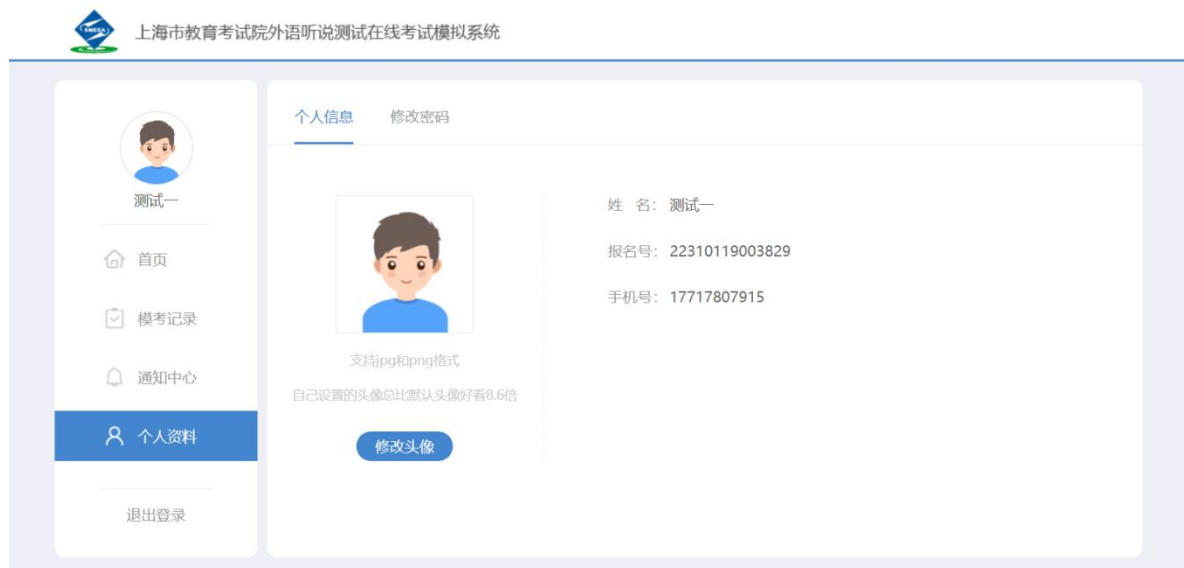 SMEEA
上海市教育考试院外语听说测试在线考试模拟系统
测试一
首页
模考记录
通知中心
个人资料
退出登录
个人信息 修改密码
支持jpg和png格式
自己设置的头像总比默认头像好看8.6倍
修改头像
姓 名: 测试一
报名号: 22310119003829
手机号: 17717807915